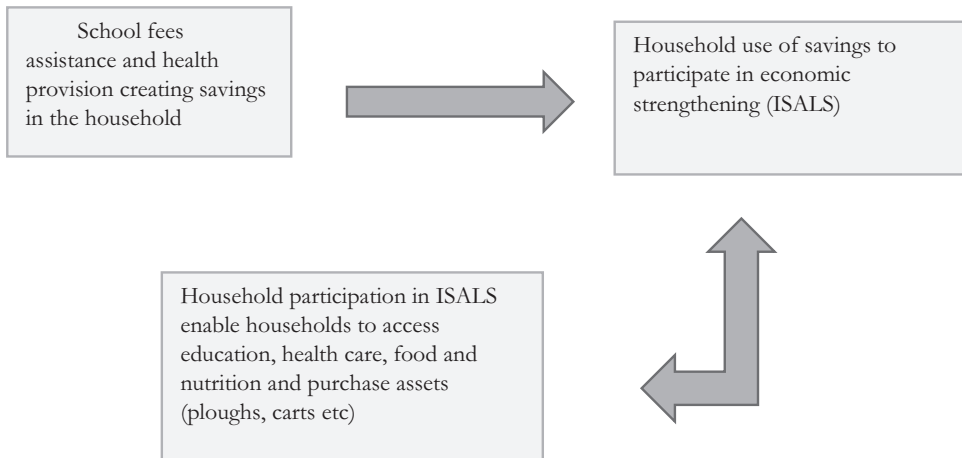 School fees
assistance and health
provision creating savings
in the household
Household use of savings to
participate in economic
strengthening (ISALS)
Household participation in ISALS
enable households to access
education, health care, food and
nutrition and purchase assets
(ploughs, carts etc)